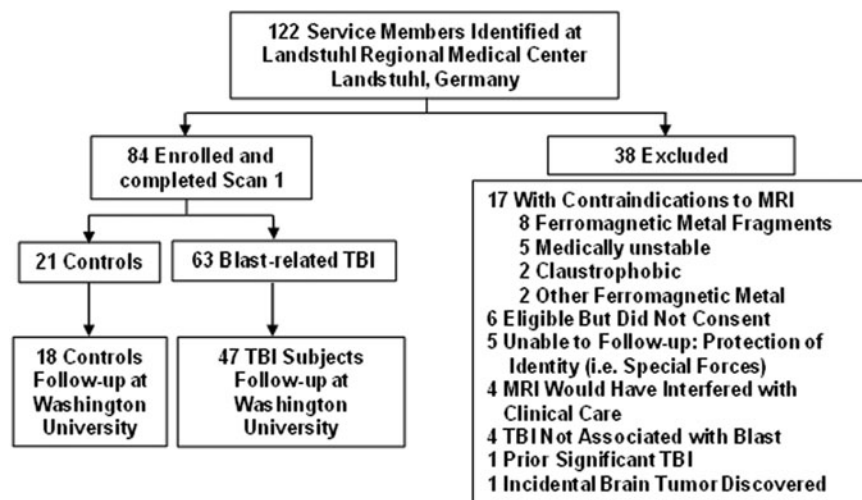 122 Service Members Identified at
Landstuhl Regional Medical Center
Landstuhl, Germany
84 Enrolled and
completed Scan 1
38 Excluded
21 Controls
63 Blast-related TBI
18 Controls
Follow-up at
Washington
University
47 TBI Subjects
Follow-up at
Washington
University
17 With Contraindications to MRI
8 Ferromagnetic Metal Fragments
5 Medically unstable
2 Claustrophobic
2 Other Ferromagnetic Metal
6 Eligible But Did Not Consent
5 Unable to Follow-up: Protection of
Identity (i.e. Special Forces)
4 MRI Would Have Interfered with
Clinical Care
4 TBI Not Associated with Blast
1 Prior Significant TBI
1 Incidental Brain Tumor Discovered